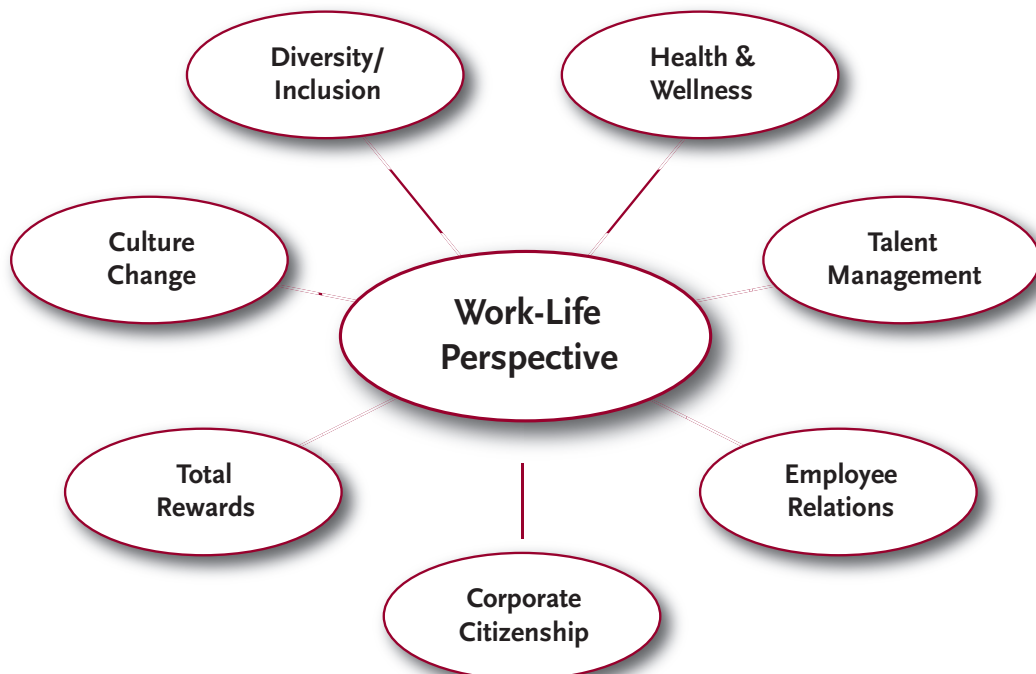 Diversity/
Inclusion
Health &
Wellness
Culture
Change
Talent
Management
Work-Life
Perspective
Total
Rewards
Employee
Relations
Corporate
Citizenship